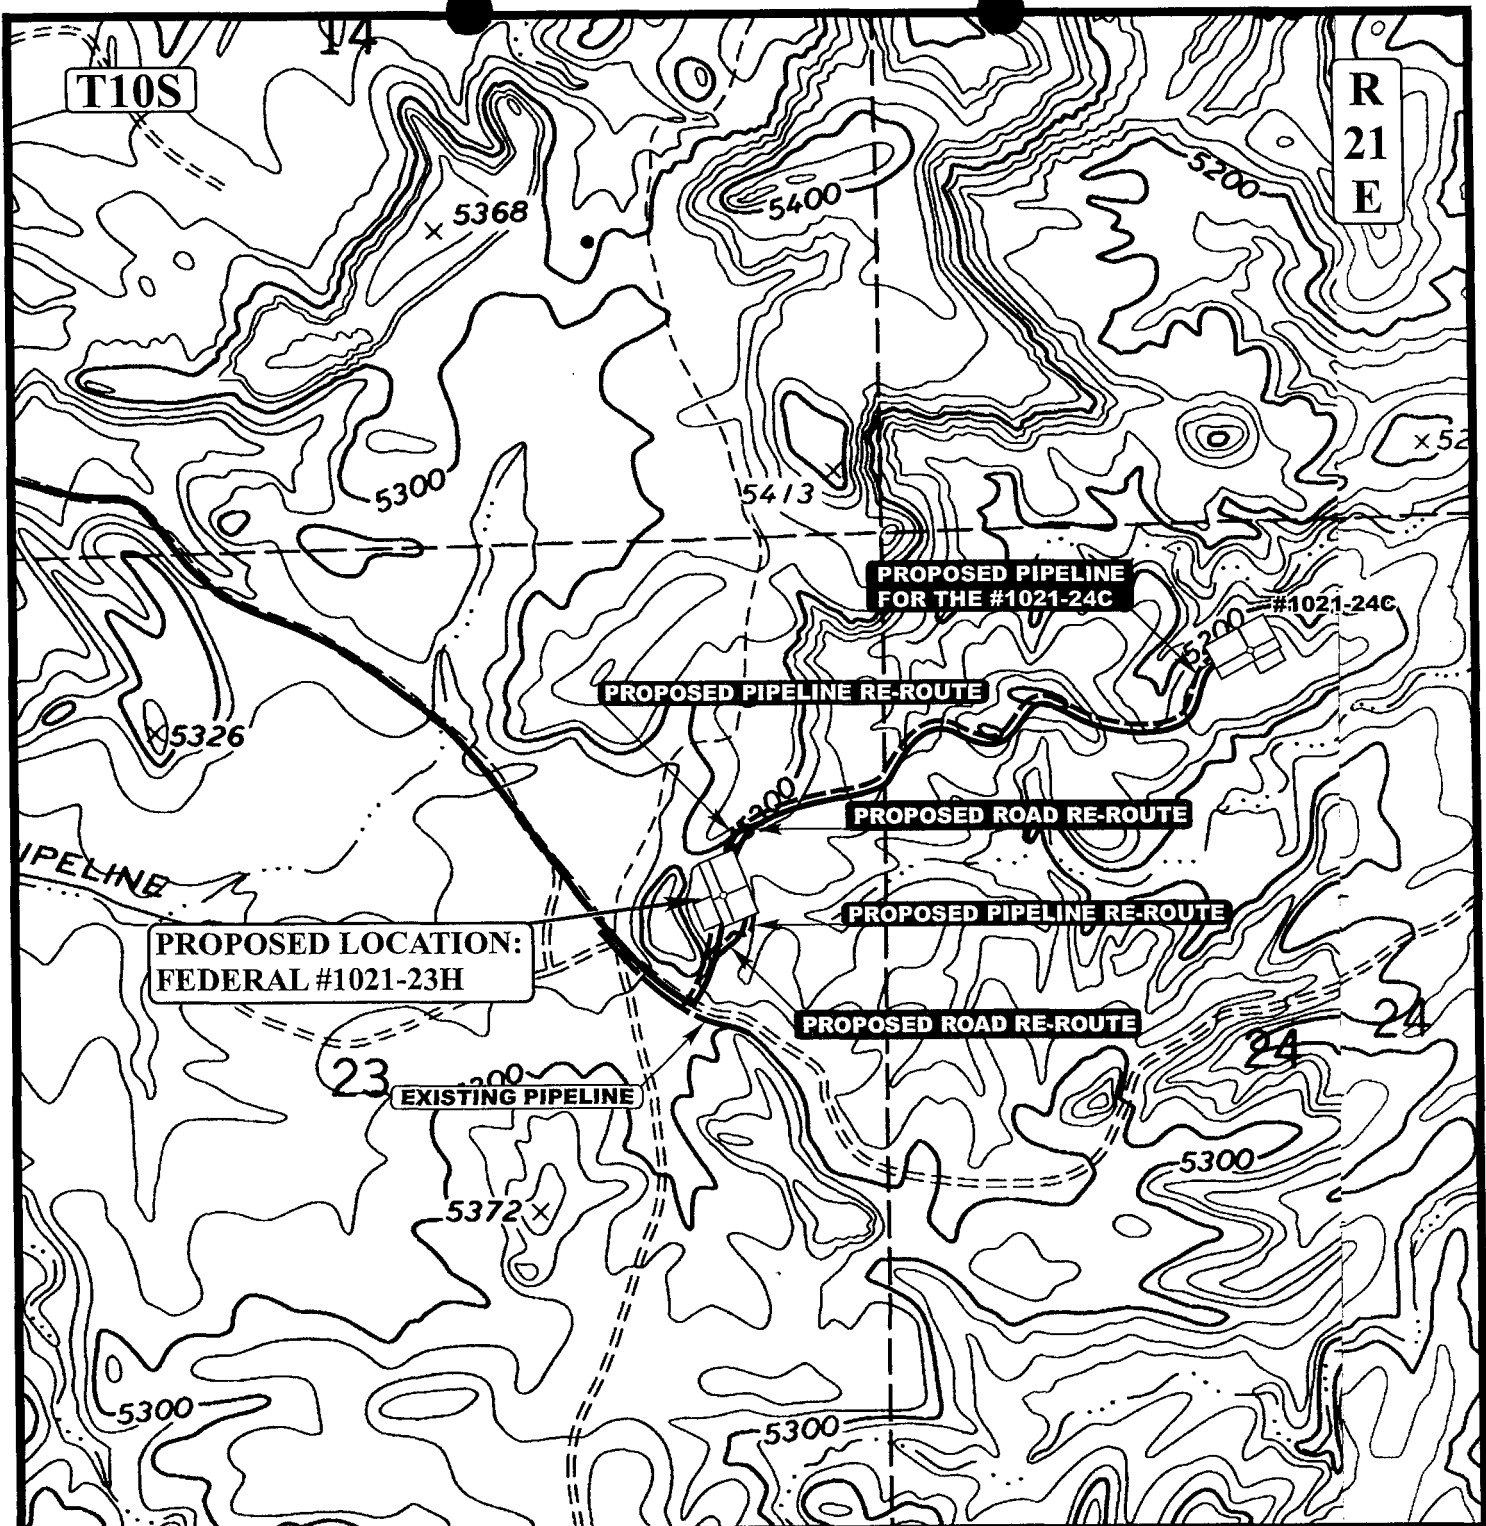 14
T10S
R
21
E
5200
5368
5400
5300
5413
PROPOSED PIPELINE
FOR THE #1021-24C
#1021-24C
5200
PROPOSED PIPELINE RE-ROUTE
5326
PROPOSED ROAD RE-ROUTE
IPELINE
PROPOSED PIPELINE RE-ROUTE
PROPOSED LOCATION:
FEDERAL #1021-23H
PROPOSED ROAD RE-ROUTE
24
24
23
EXISTING PIPELINE
5300
5372
5300
5300